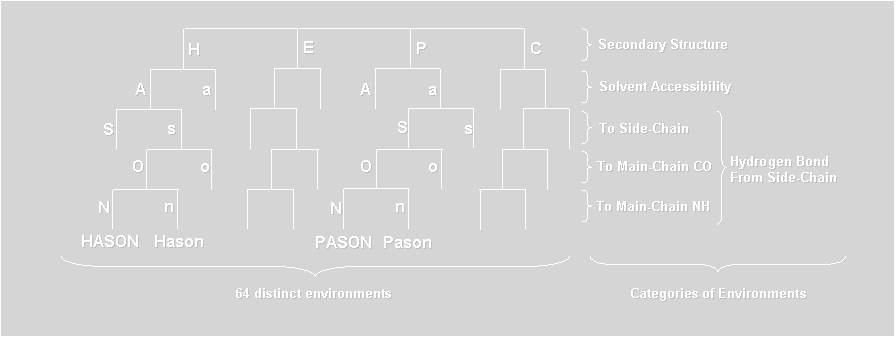 H E P C Secondary Structure
A a A a Solvent Accessibility
S s S s To Side-Chain
O o O o To Main-Chain CO
Hydrogen Bond
From Side-Chain
N n N n To Main-Chain NH
HASON Hason PASON Pason
64 distinct environments Categories of Environments